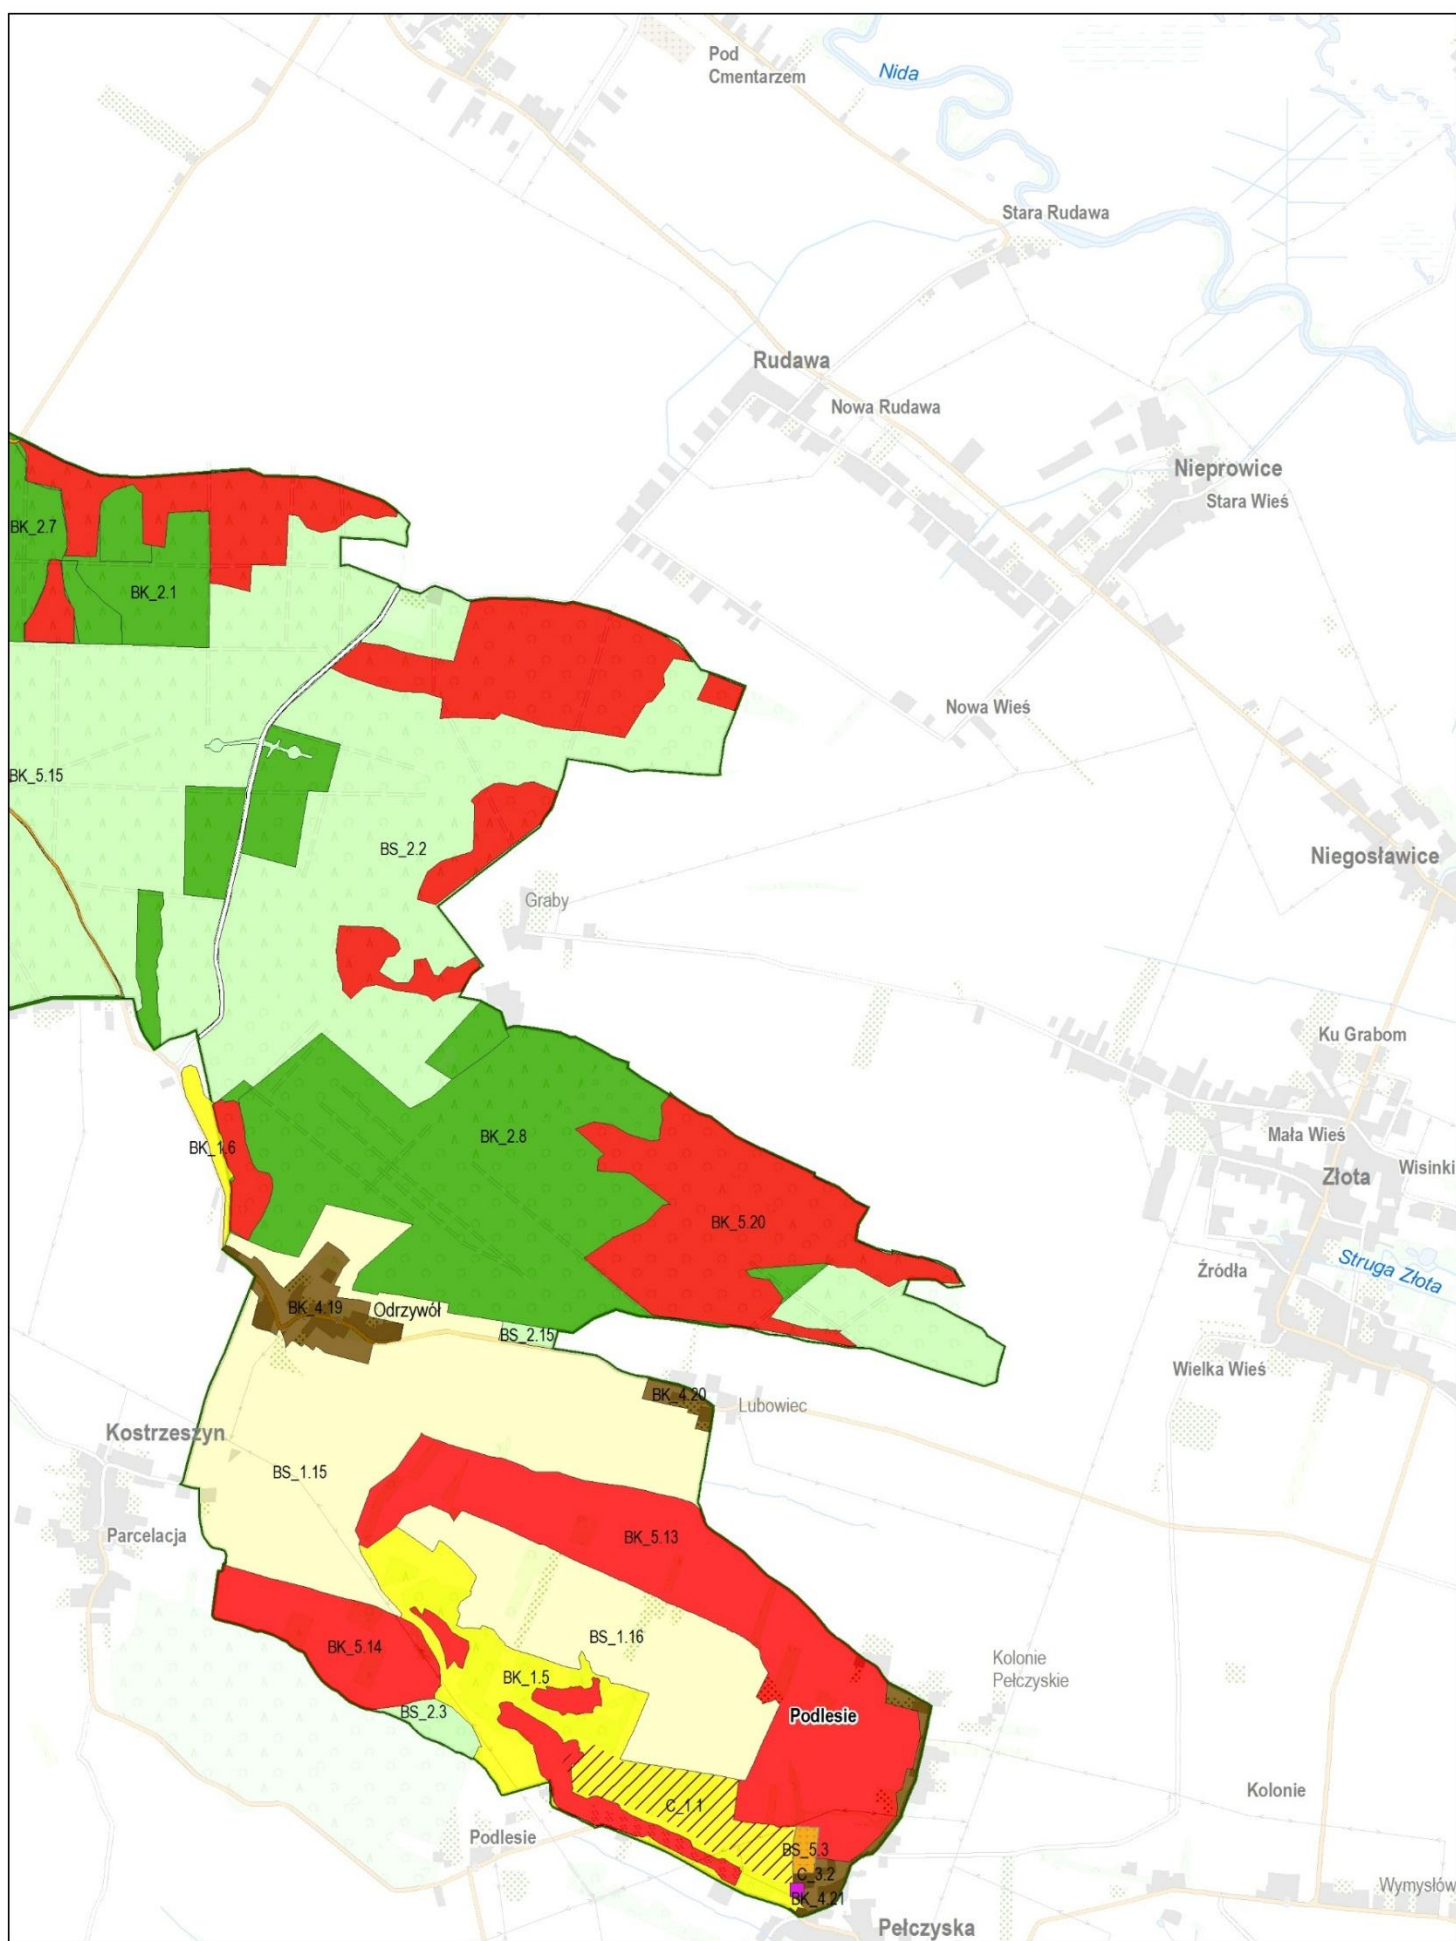 Pod
Cmentarzem
Nida
Stara Rudawa
Rudawa
Nowa Rudawa
Nieprowice
Stara Wieś
BK_2.7
BK_2.1
Nowa Wieś
BK_5.15
BS_2.2
Niegosławice
Graby
Ku Grabom
BK_2.8
Mała Wieś
BK_1.6
Wisinki
Złota
BK_5.20
Struga Złota
Źródła
BK_4.19
Odrzywół
BS_2.15
Wielka Wieś
BK_4.20
Lubowiec
Kostrzeszyn
BS_1.15
Parcelacja
BK_5.13
BS_1.16
BK_5.14
Kolonie
Pełczyskie
BK_1.5
BS_2.3
Podlesie
Kolonie
C_1.1
Podlesie
BS_5.3
C_3.2
Wymysłów
BK_4.21
Pełczyska